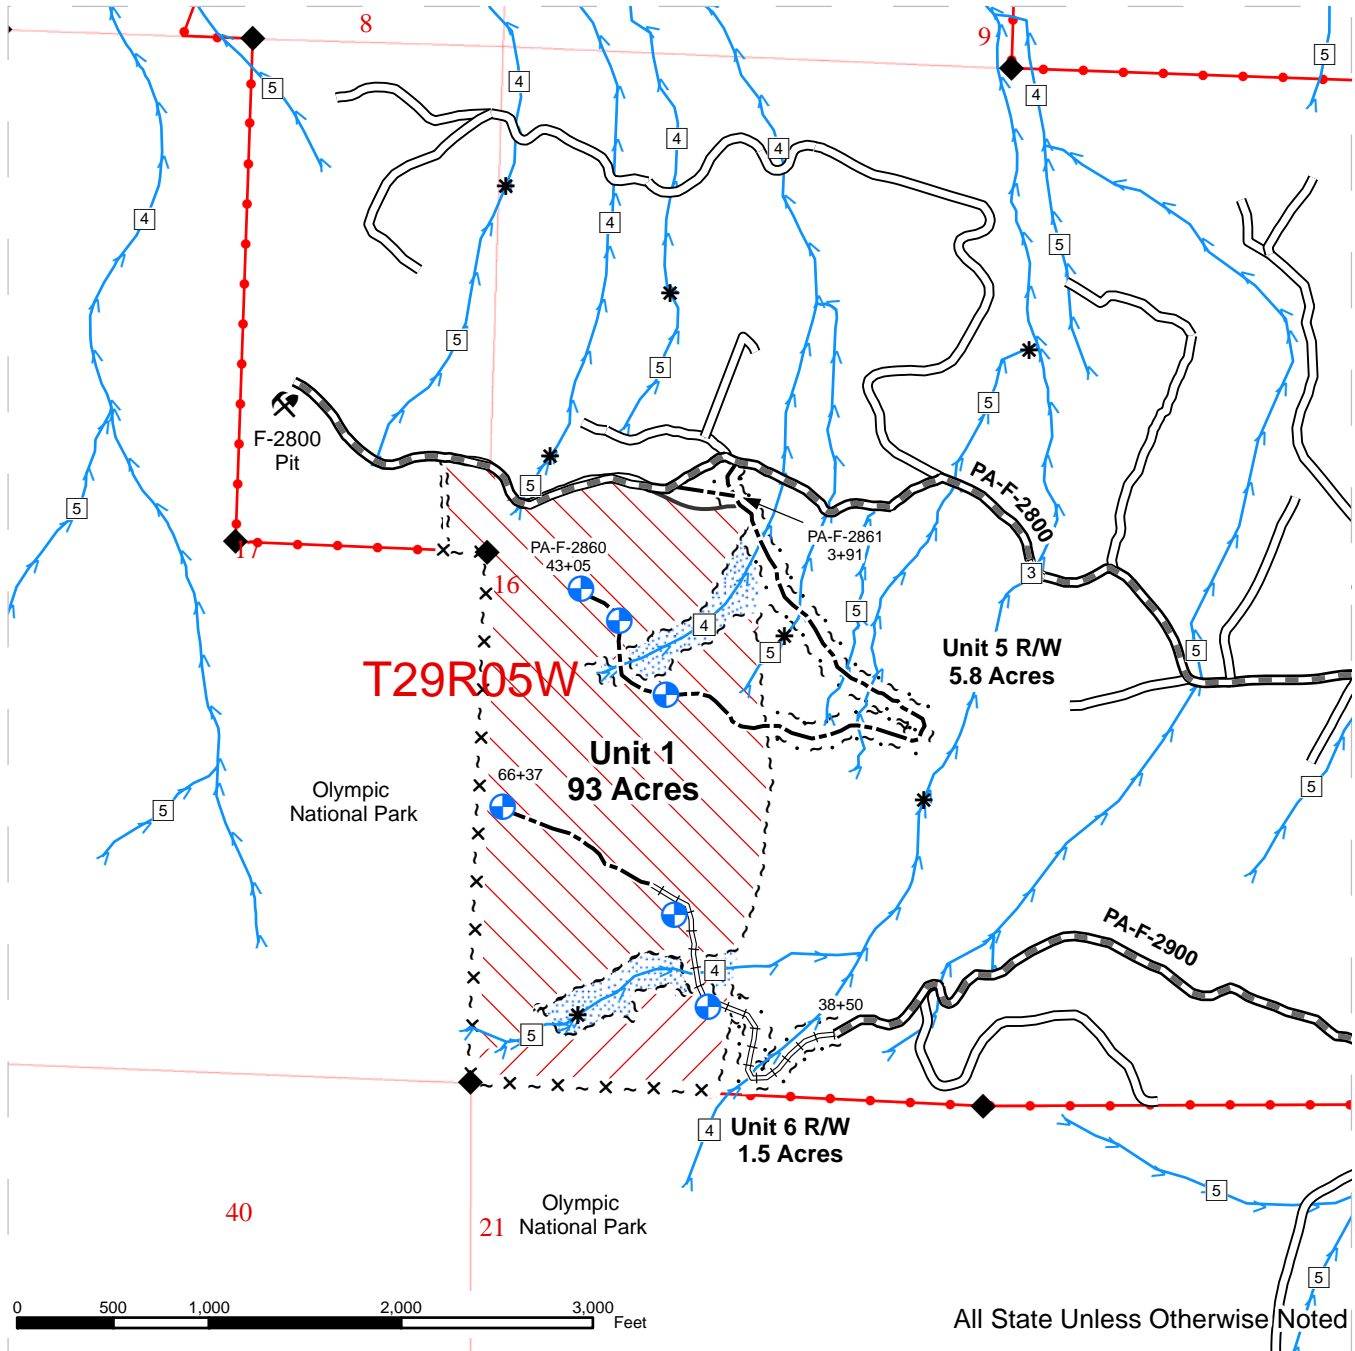 8
9
4
5
5
4
4
4
4
4
5
5
5
5
F-2800
Pit
5
5
PA-F-2800
17
PA-F-2860
43+05
PA-F-2861
3+91
16
3
5
4
5
5
Unit 5 R/W
5.8 Acres
T29R05W
Unit 1
93 Acres
66+37
Olympic
National Park
5
5
PA-F-2900
4
38+50
5
4
Unit 6 R/W
1.5 Acres
5
40
21
Olympic
National Park
5
0 500 1,000 2,000 3,000
Feet
All State Unless Otherwise Noted